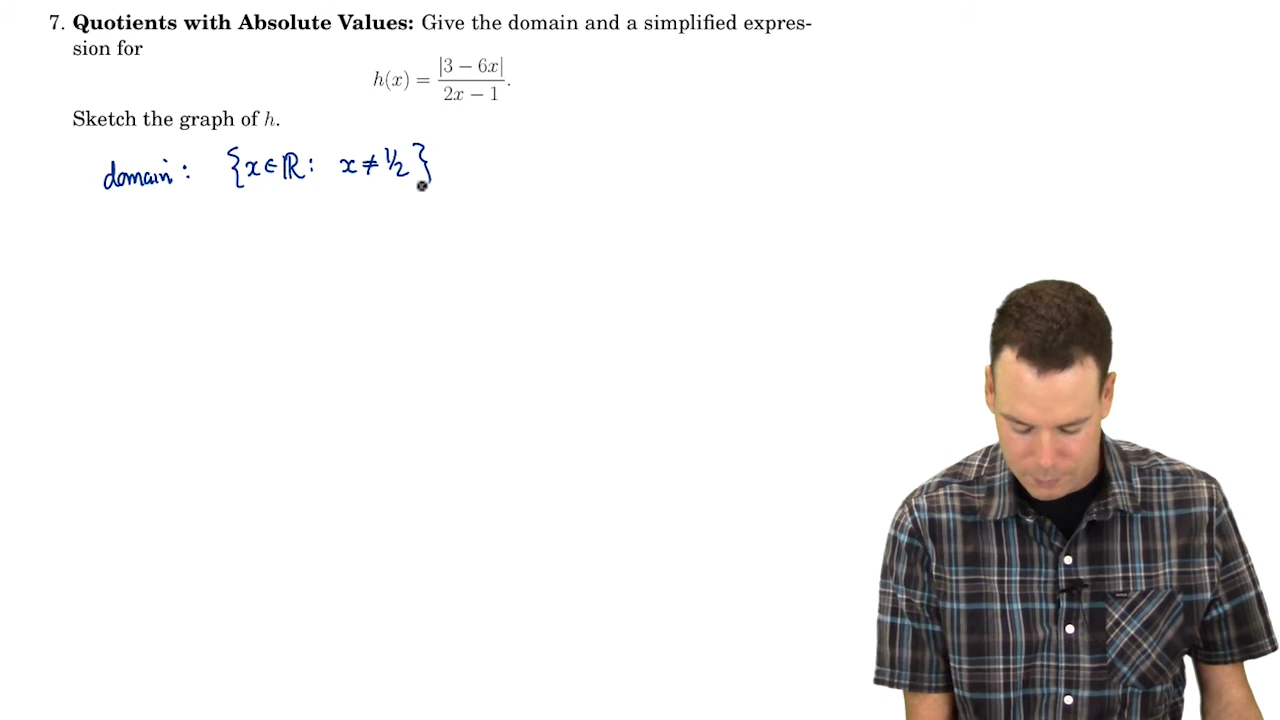 7. Quotients with Absolute Values: Give the domain and a simplified expres-
sion for
h(x) = |3 − 6x| / 2x − 1.
Sketch the graph of h.
domain: {x∈ℝ: x≠1/2}